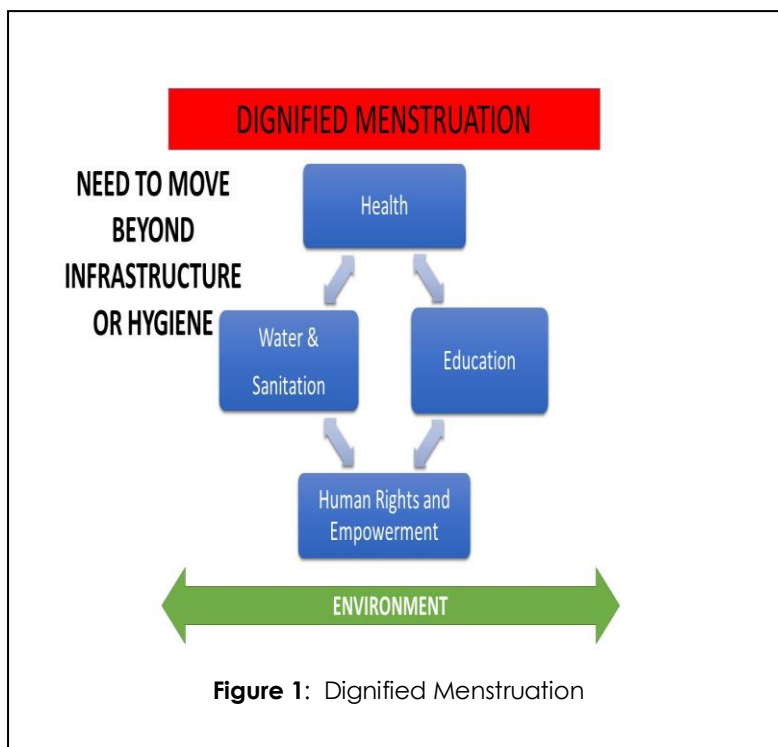 DIGNIFIED MENSTRUATION
NEED TO MOVE
BEYOND
INFRASTRUCTURE
OR HYGIENE
Health
Water &
Sanitation
Education
Human Rights and
Empowerment
ENVIRONMENT
Figure 1: Dignified Menstruation